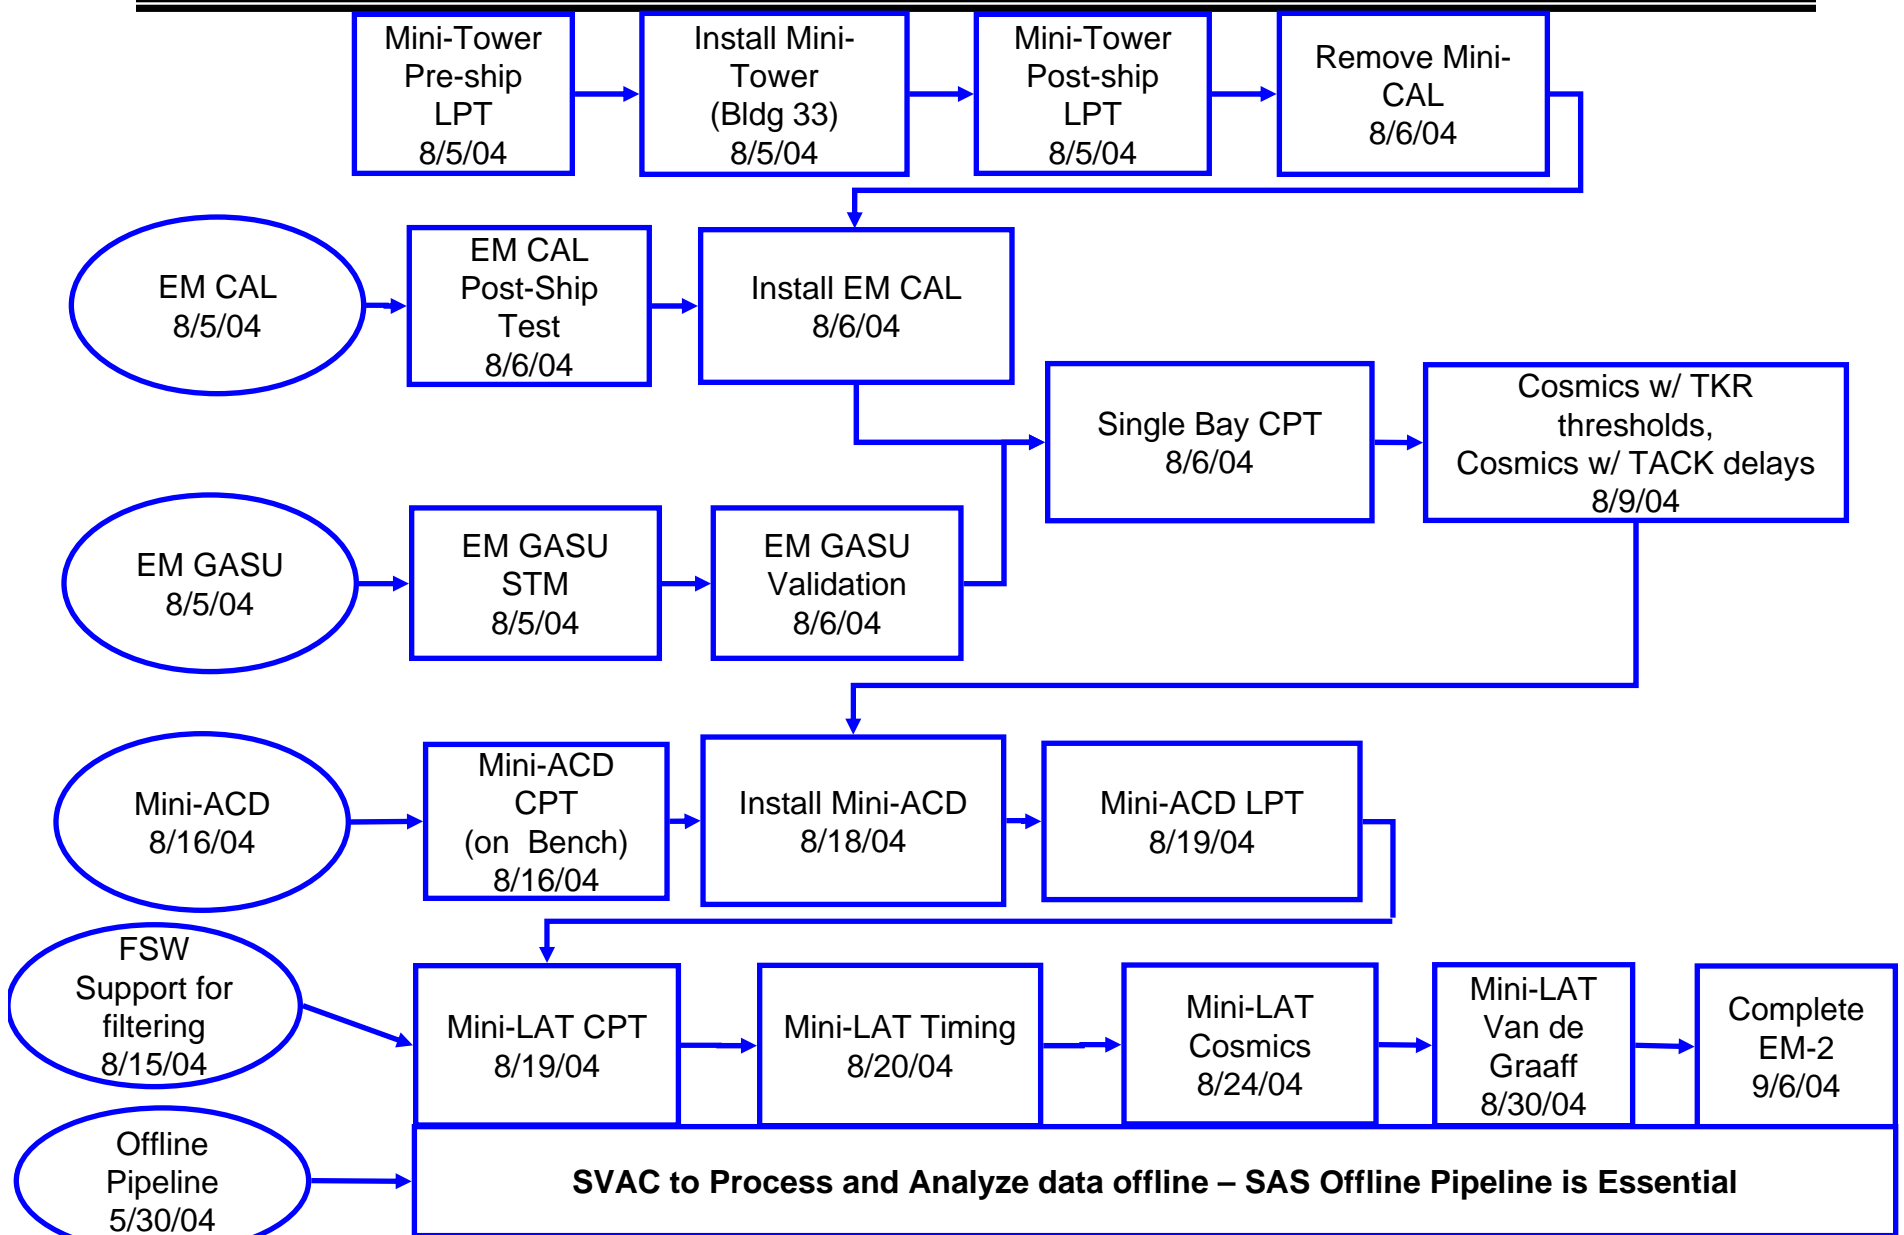 Mini-Tower
Pre-ship
LPT
8/5/04
Install Mini-
Tower
(Bldg 33)
8/5/04
Mini-Tower
Post-ship
LPT
8/5/04
Remove Mini-
CAL
8/6/04
EM CAL
8/5/04
EM CAL
Post-Ship
Test
8/6/04
Install EM CAL
8/6/04
Single Bay CPT
8/6/04
Cosmics w/ TKR
thresholds,
Cosmics w/ TACK delays
8/9/04
EM GASU
8/5/04
EM GASU
STM
8/5/04
EM GASU
Validation
8/6/04
Mini-ACD
8/16/04
Mini-ACD
CPT
(on Bench)
8/16/04
Install Mini-ACD
8/18/04
Mini-ACD LPT
8/19/04
FSW
Support for
filtering
8/15/04
Mini-LAT CPT
8/19/04
Mini-LAT Timing
8/20/04
Mini-LAT
Cosmics
8/24/04
Mini-LAT
Van de
Graaff
8/30/04
Complete
EM-2
9/6/04
Offline
Pipeline
5/30/04
SVAC to Process and Analyze data offline – SAS Offline Pipeline is Essential